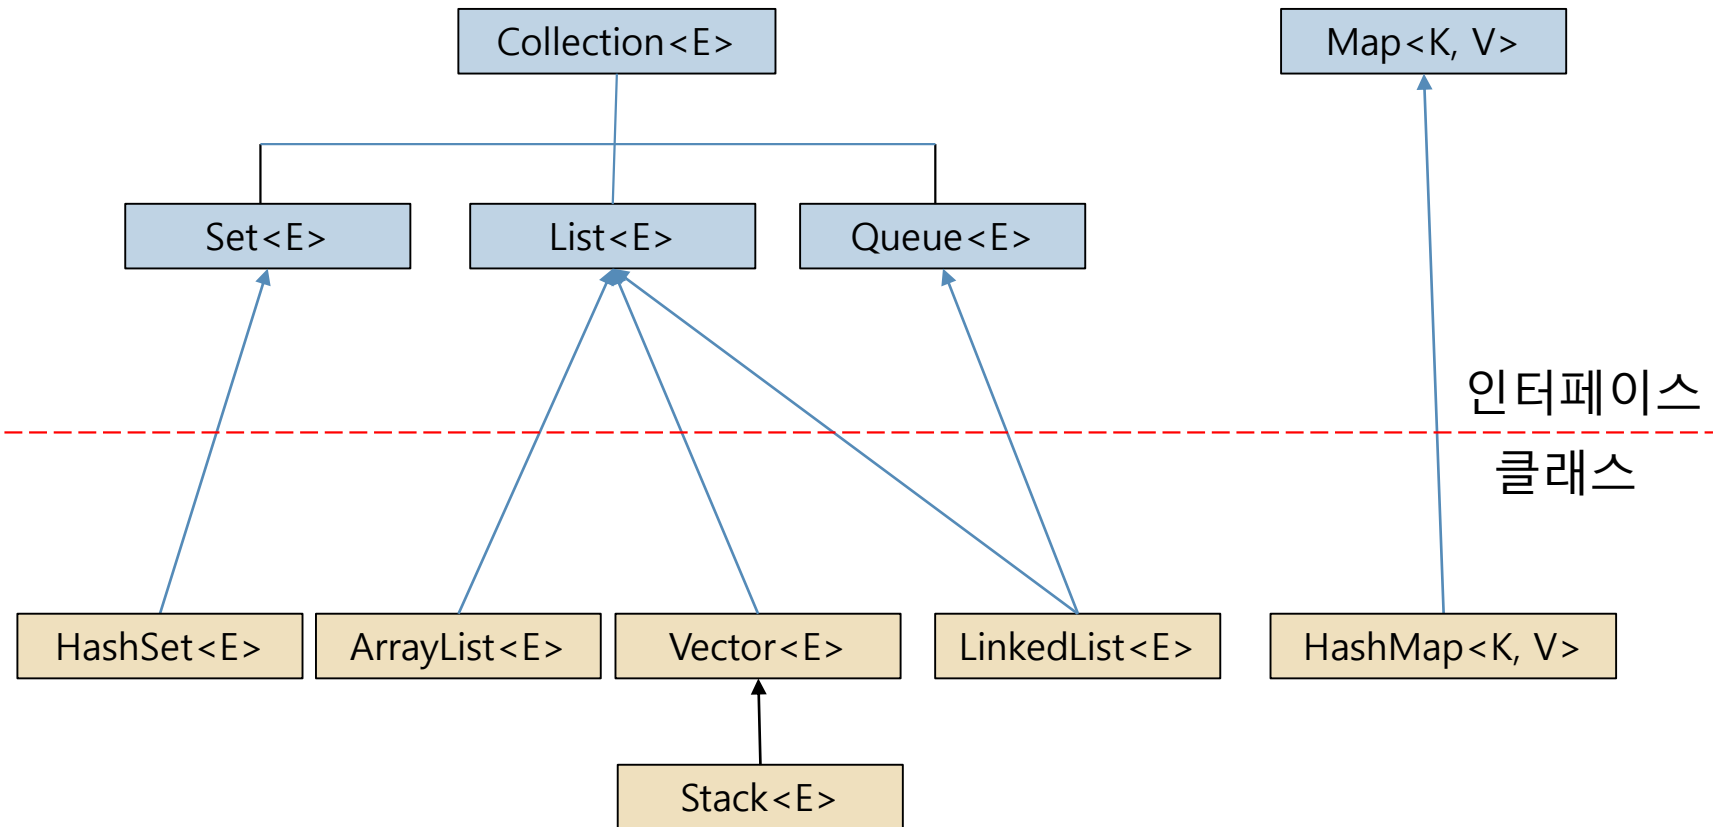 Collection<E>
Map<K, V>
Set<E>
List<E>
Queue<E>
인터페이스
클래스
HashSet<E>
ArrayList<E>
Vector<E>
LinkedList<E>
HashMap<K, V>
Stack<E>